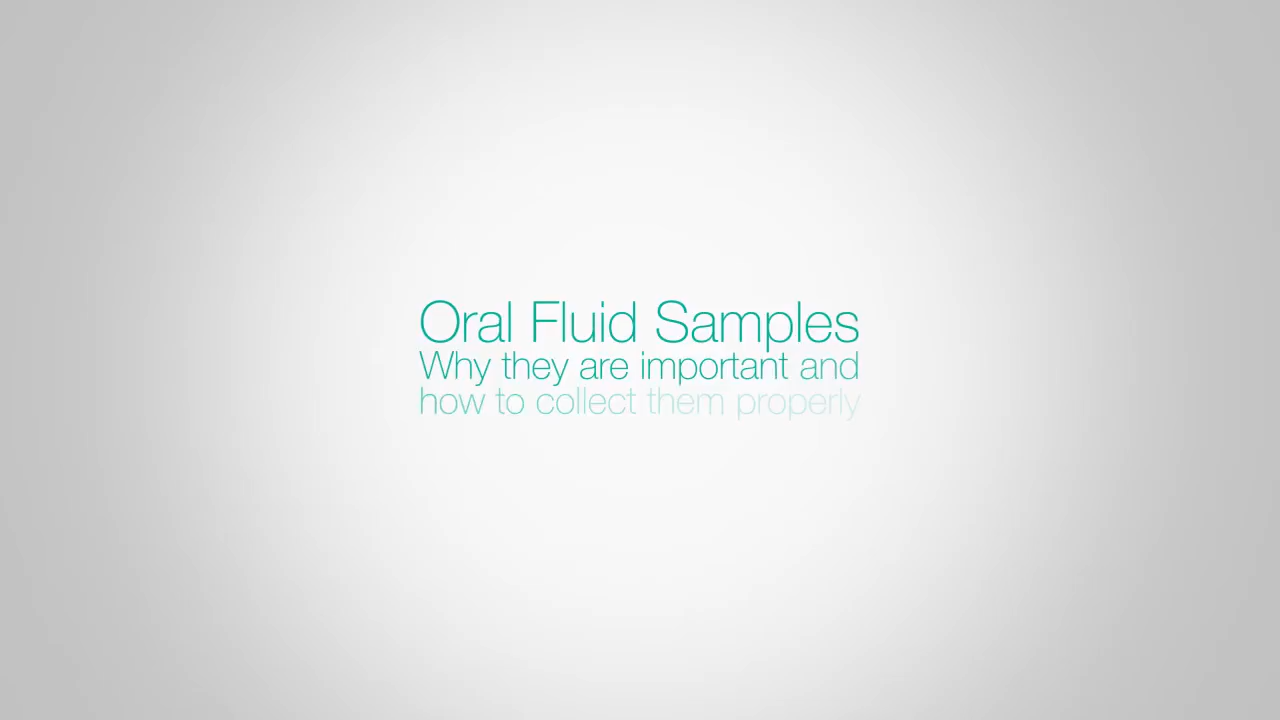 Oral Fluid Samples
Why they are important and
how to collect them properly